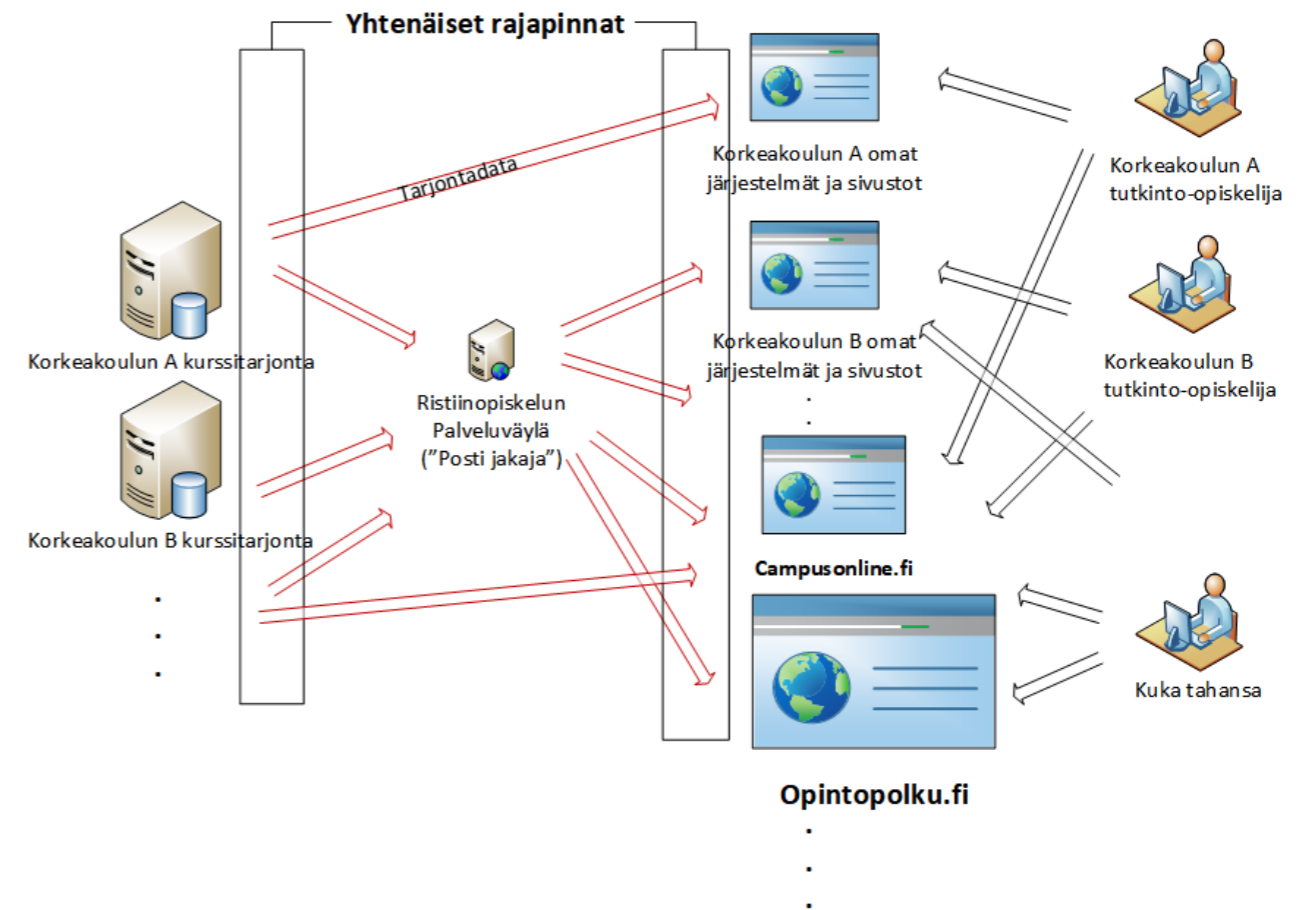 Yhtenäiset rajapinnat
Tarjontadata
Korkeakoulun A kurssitarjonta
Korkeakoulun B kurssitarjonta
Ristiinopiskelun
Palveluväylä
(”Posti jakaja”)
Korkeakoulun A omat
järjestelmät ja sivustot
Korkeakoulun B omat
järjestelmät ja sivustot
Campusonline.fi
Opintopolku.fi
Korkeakoulun A
tutkinto-opiskelija
Korkeakoulun B
tutkinto-opiskelija
Kuka tahansa